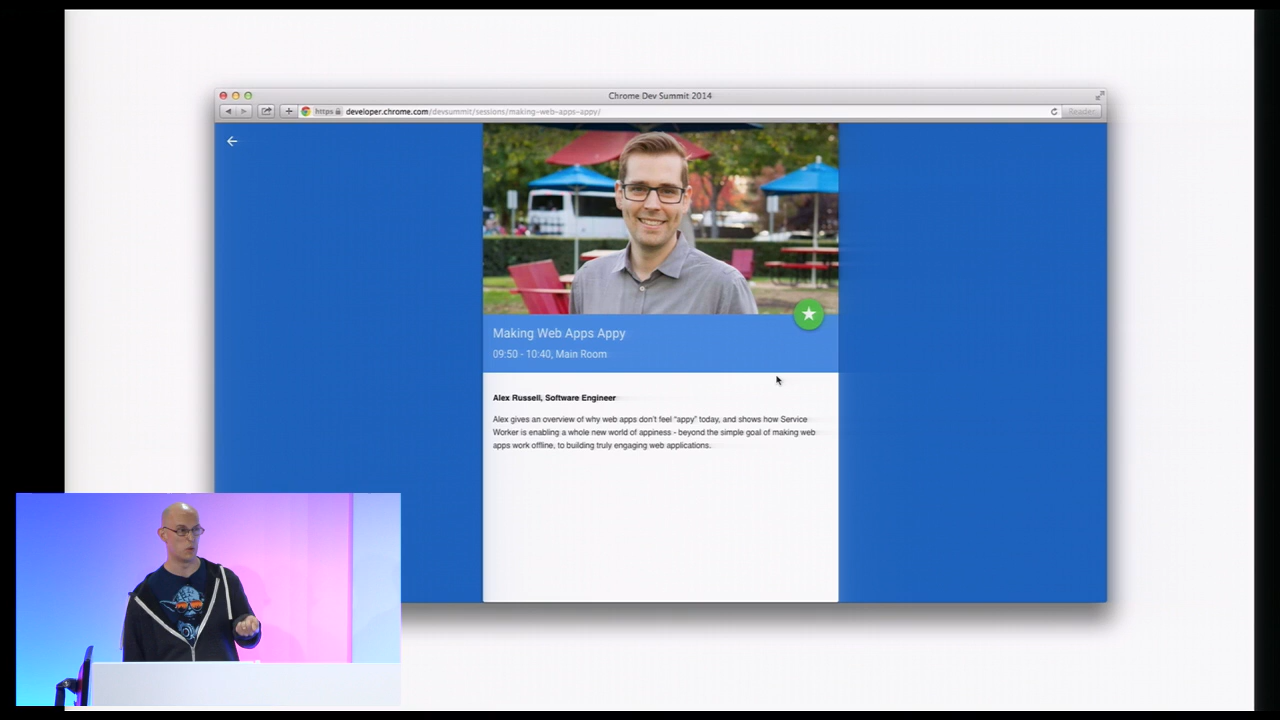 Chrome Dev Summit 2014
https developer.chrome.com/devsummit/sessions/making-web-apps-appy/
Reader
Making Web Apps Appy
09:50 - 10:40, Main Room
Alex Russell, Software Engineer
Alex gives an overview of why web apps don't feel "appy" today, and shows how Service
Worker is enabling a whole new world of appiness - beyond the simple goal of making web
apps work offline, to building truly engaging web applications.